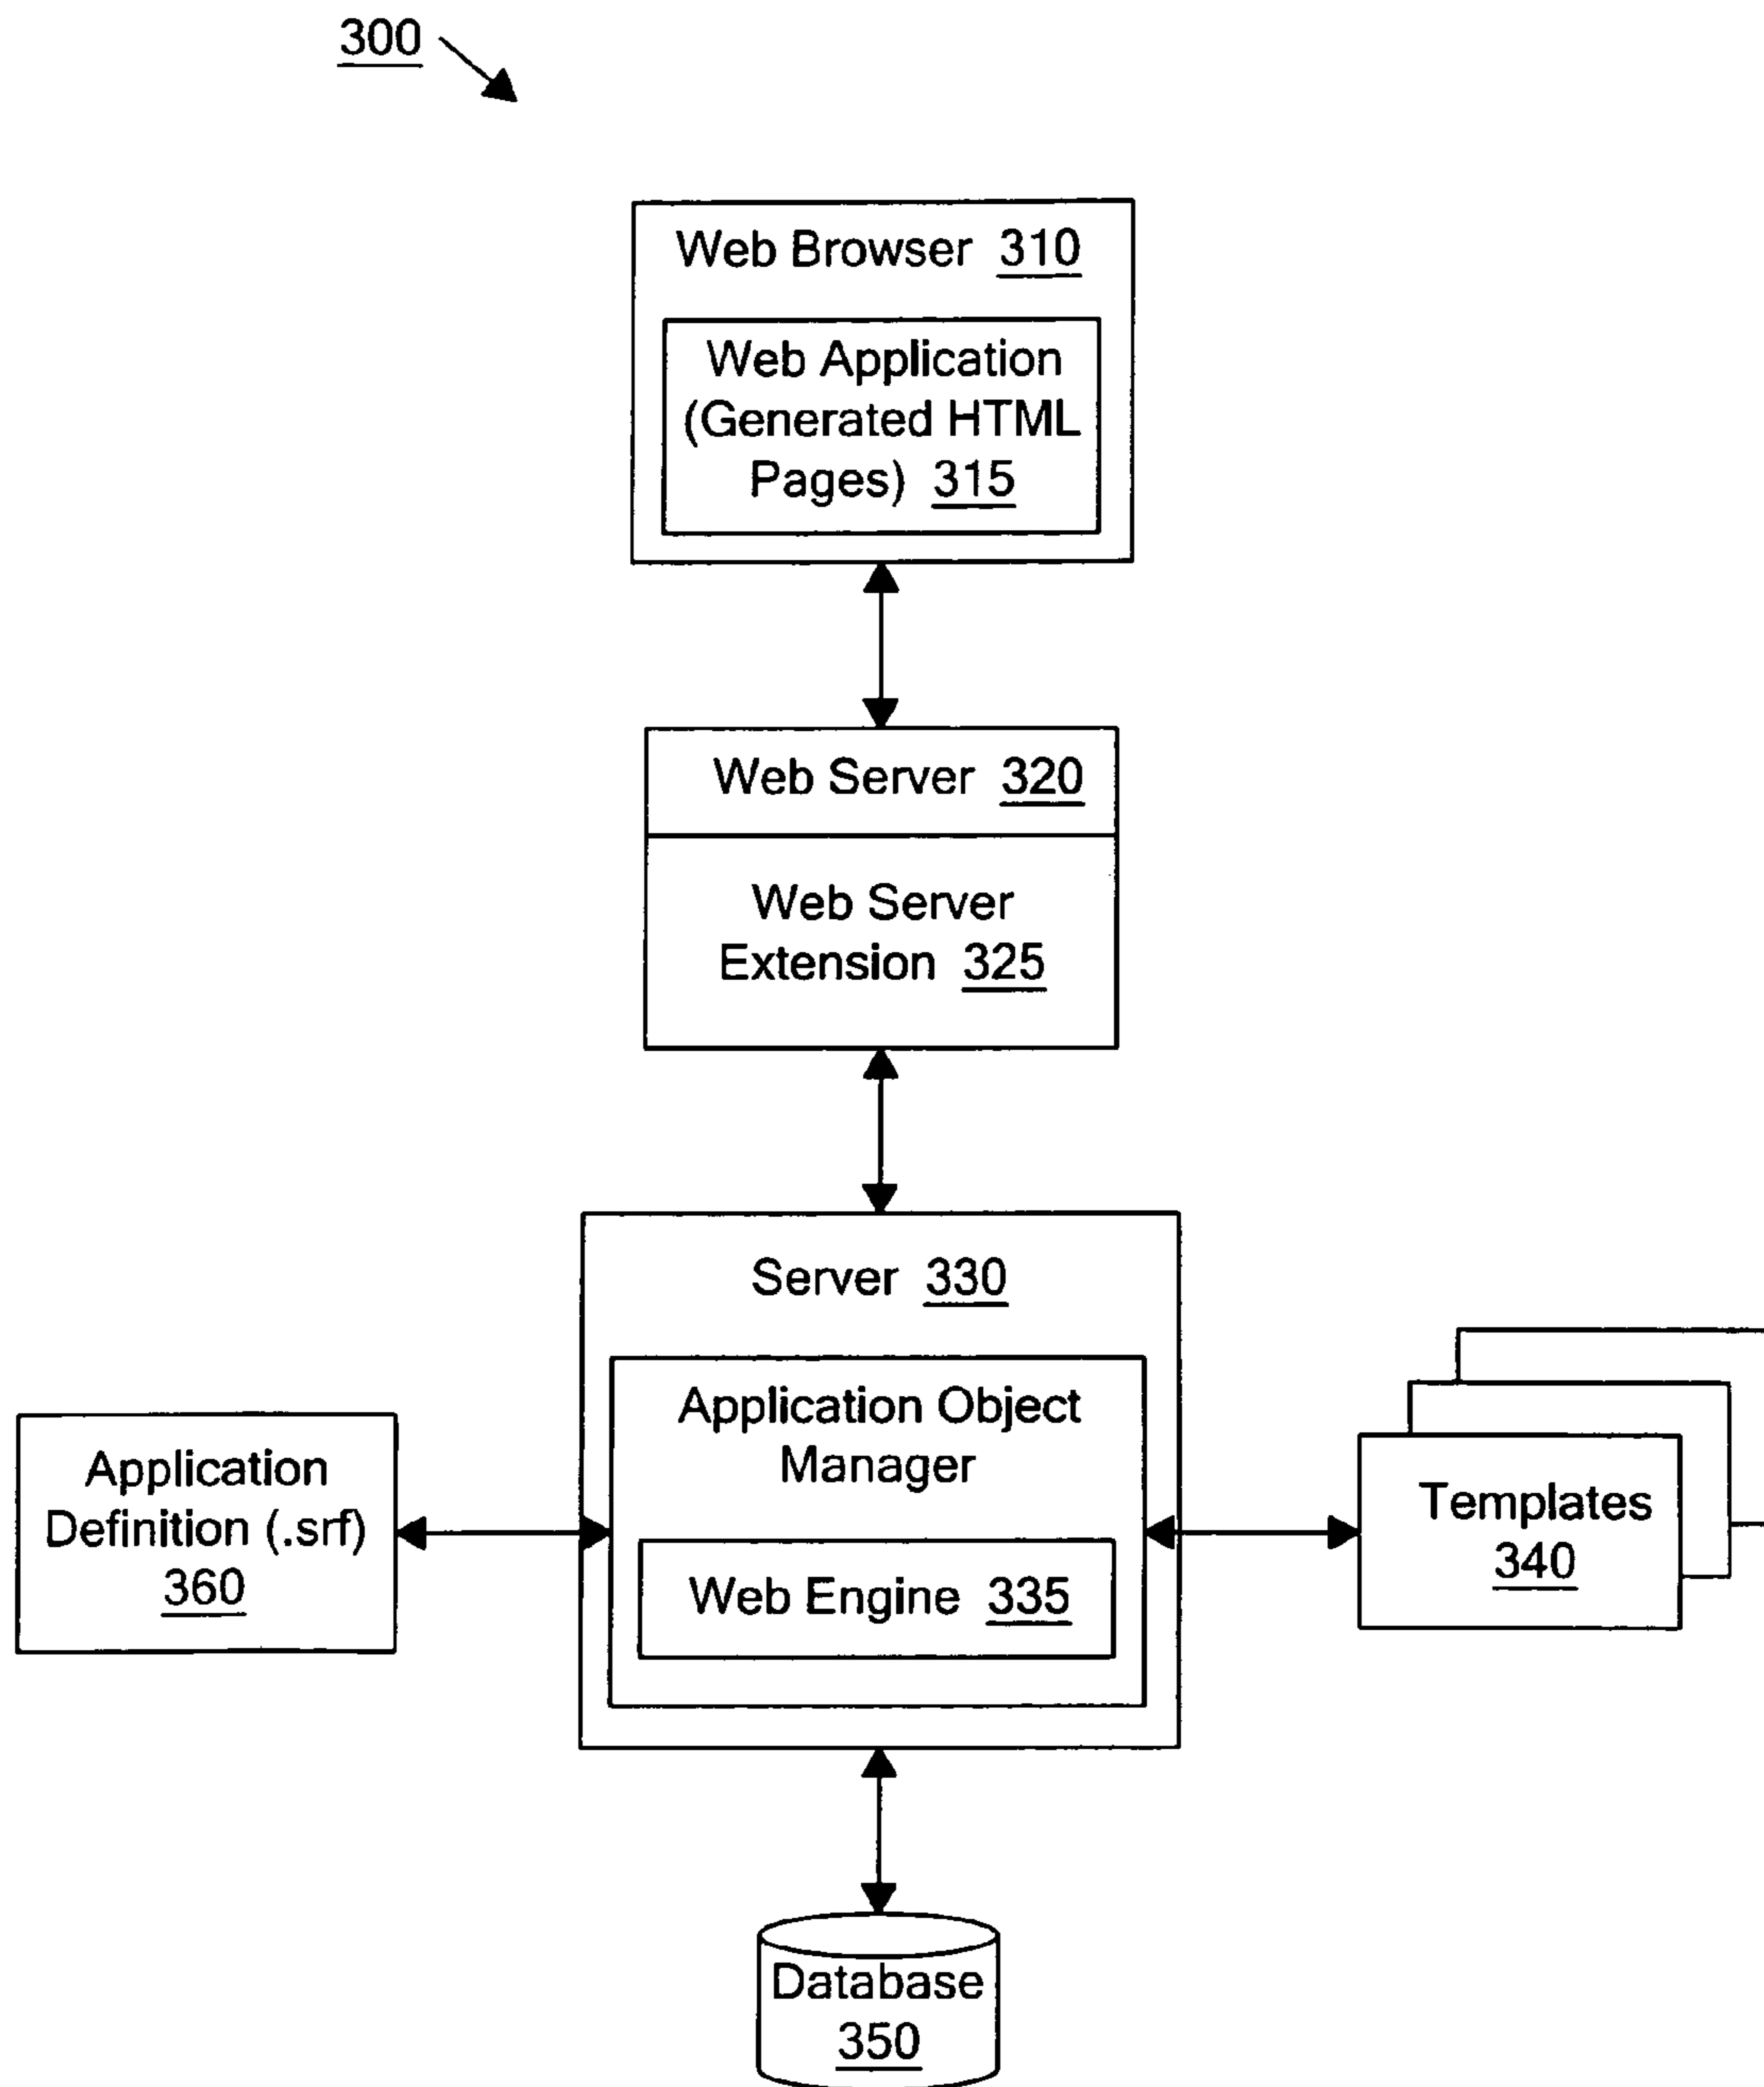 300
Web Browser 310
Web Application
(Generated HTML
Pages) 315
Web Server 320
Web Server
Extension 325
Server 330
Application Object
Manager
Web Engine 335
Application
Definition (.srf)
360
Templates
340
Database
350